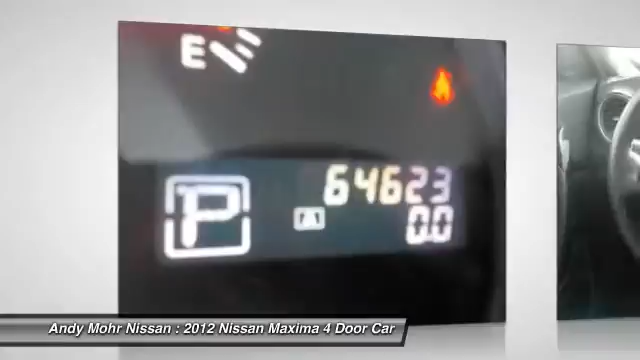 E
64623
P
A
0.0
Andy Mohr Nissan : 2012 Nissan Maxima 4 Door Car